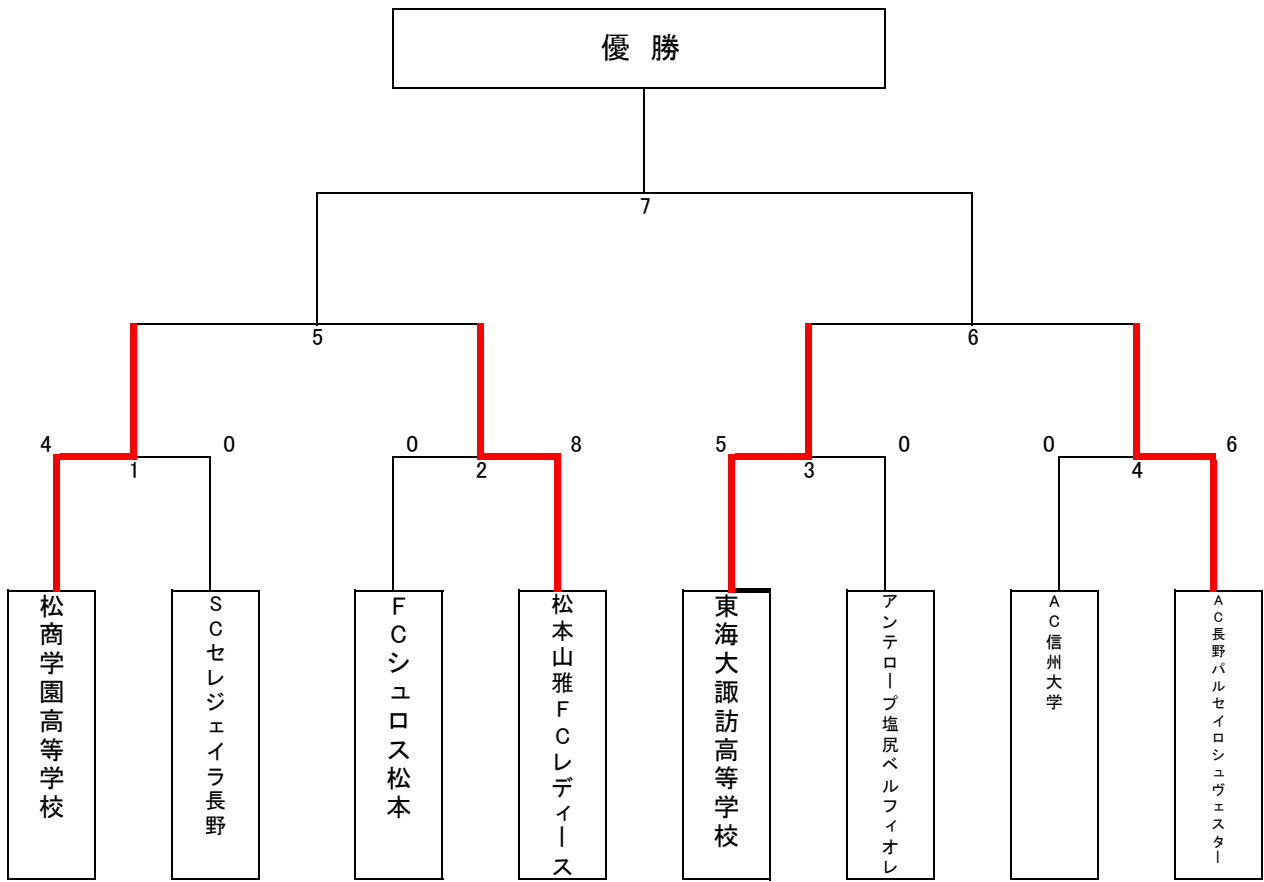 優 勝
7
5
6
4
0
0
8
5
0
0
6
1
2
3
4
松商学園高等学校
SCセレジェイラ長野
FCシュロス松本
松本山雅FCレディース
東海大諏訪高等学校
アンテロープ塩尻ベルフィオレ
AC信州大学
AC長野パルセイロシュヴェスター